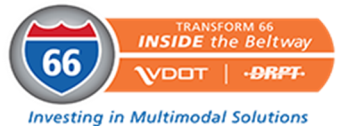 66
TRANSFORM 66
INSIDE the Beltway
VDOT | DRPT
Investing in Multimodal Solutions